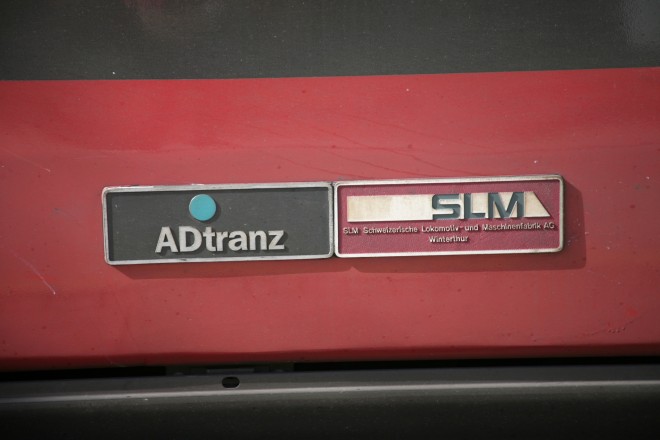 ADtranz
SLM
SLM Schweizerische Lokomotiv- und Maschinenfabrik AG
Winterthur